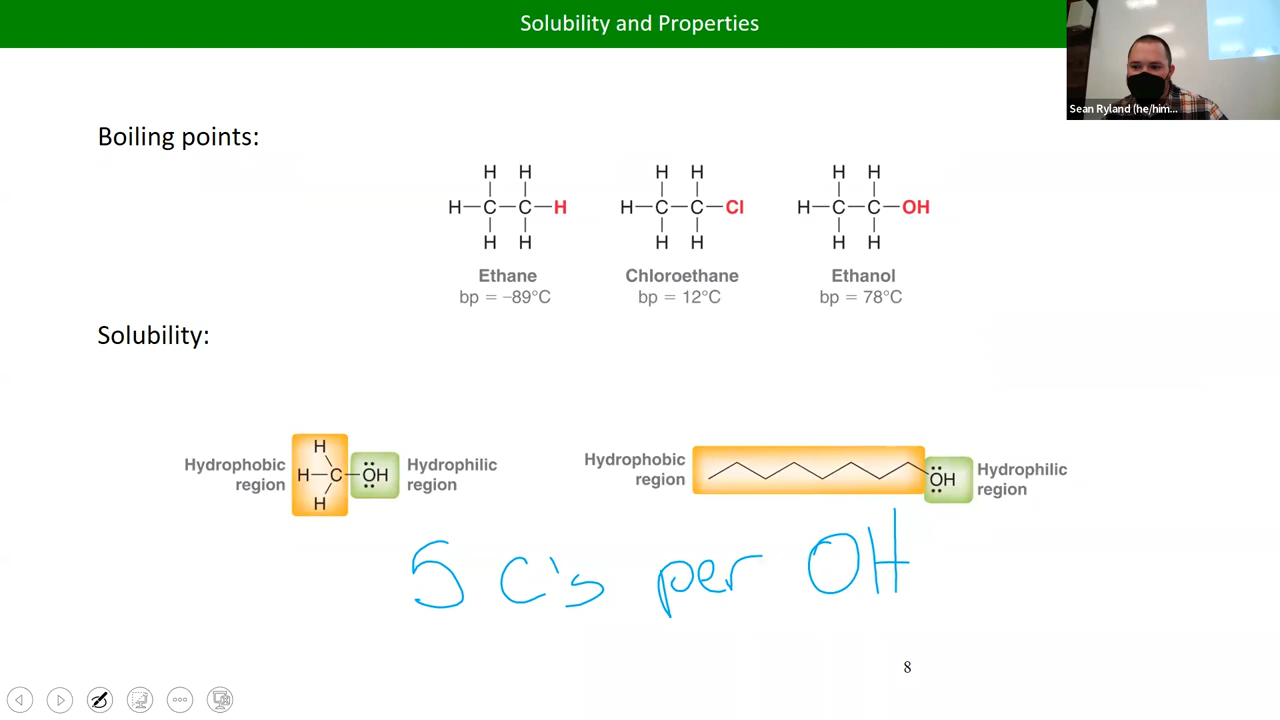 Solubility and Properties
Sean Ryland (he/him...
Boiling points:
H H
H—C—C—H
H H
Ethane
bp = –89°C
H H
H—C—C—Cl
H H
Chloroethane
bp = 12°C
H H
H—C—C—OH
H H
Ethanol
bp = 78°C
Solubility:
Hydrophobic
region
H
H—C—OH
H
Hydrophilic
region
Hydrophobic
region
OH
Hydrophilic
region
5 C's per OH
8